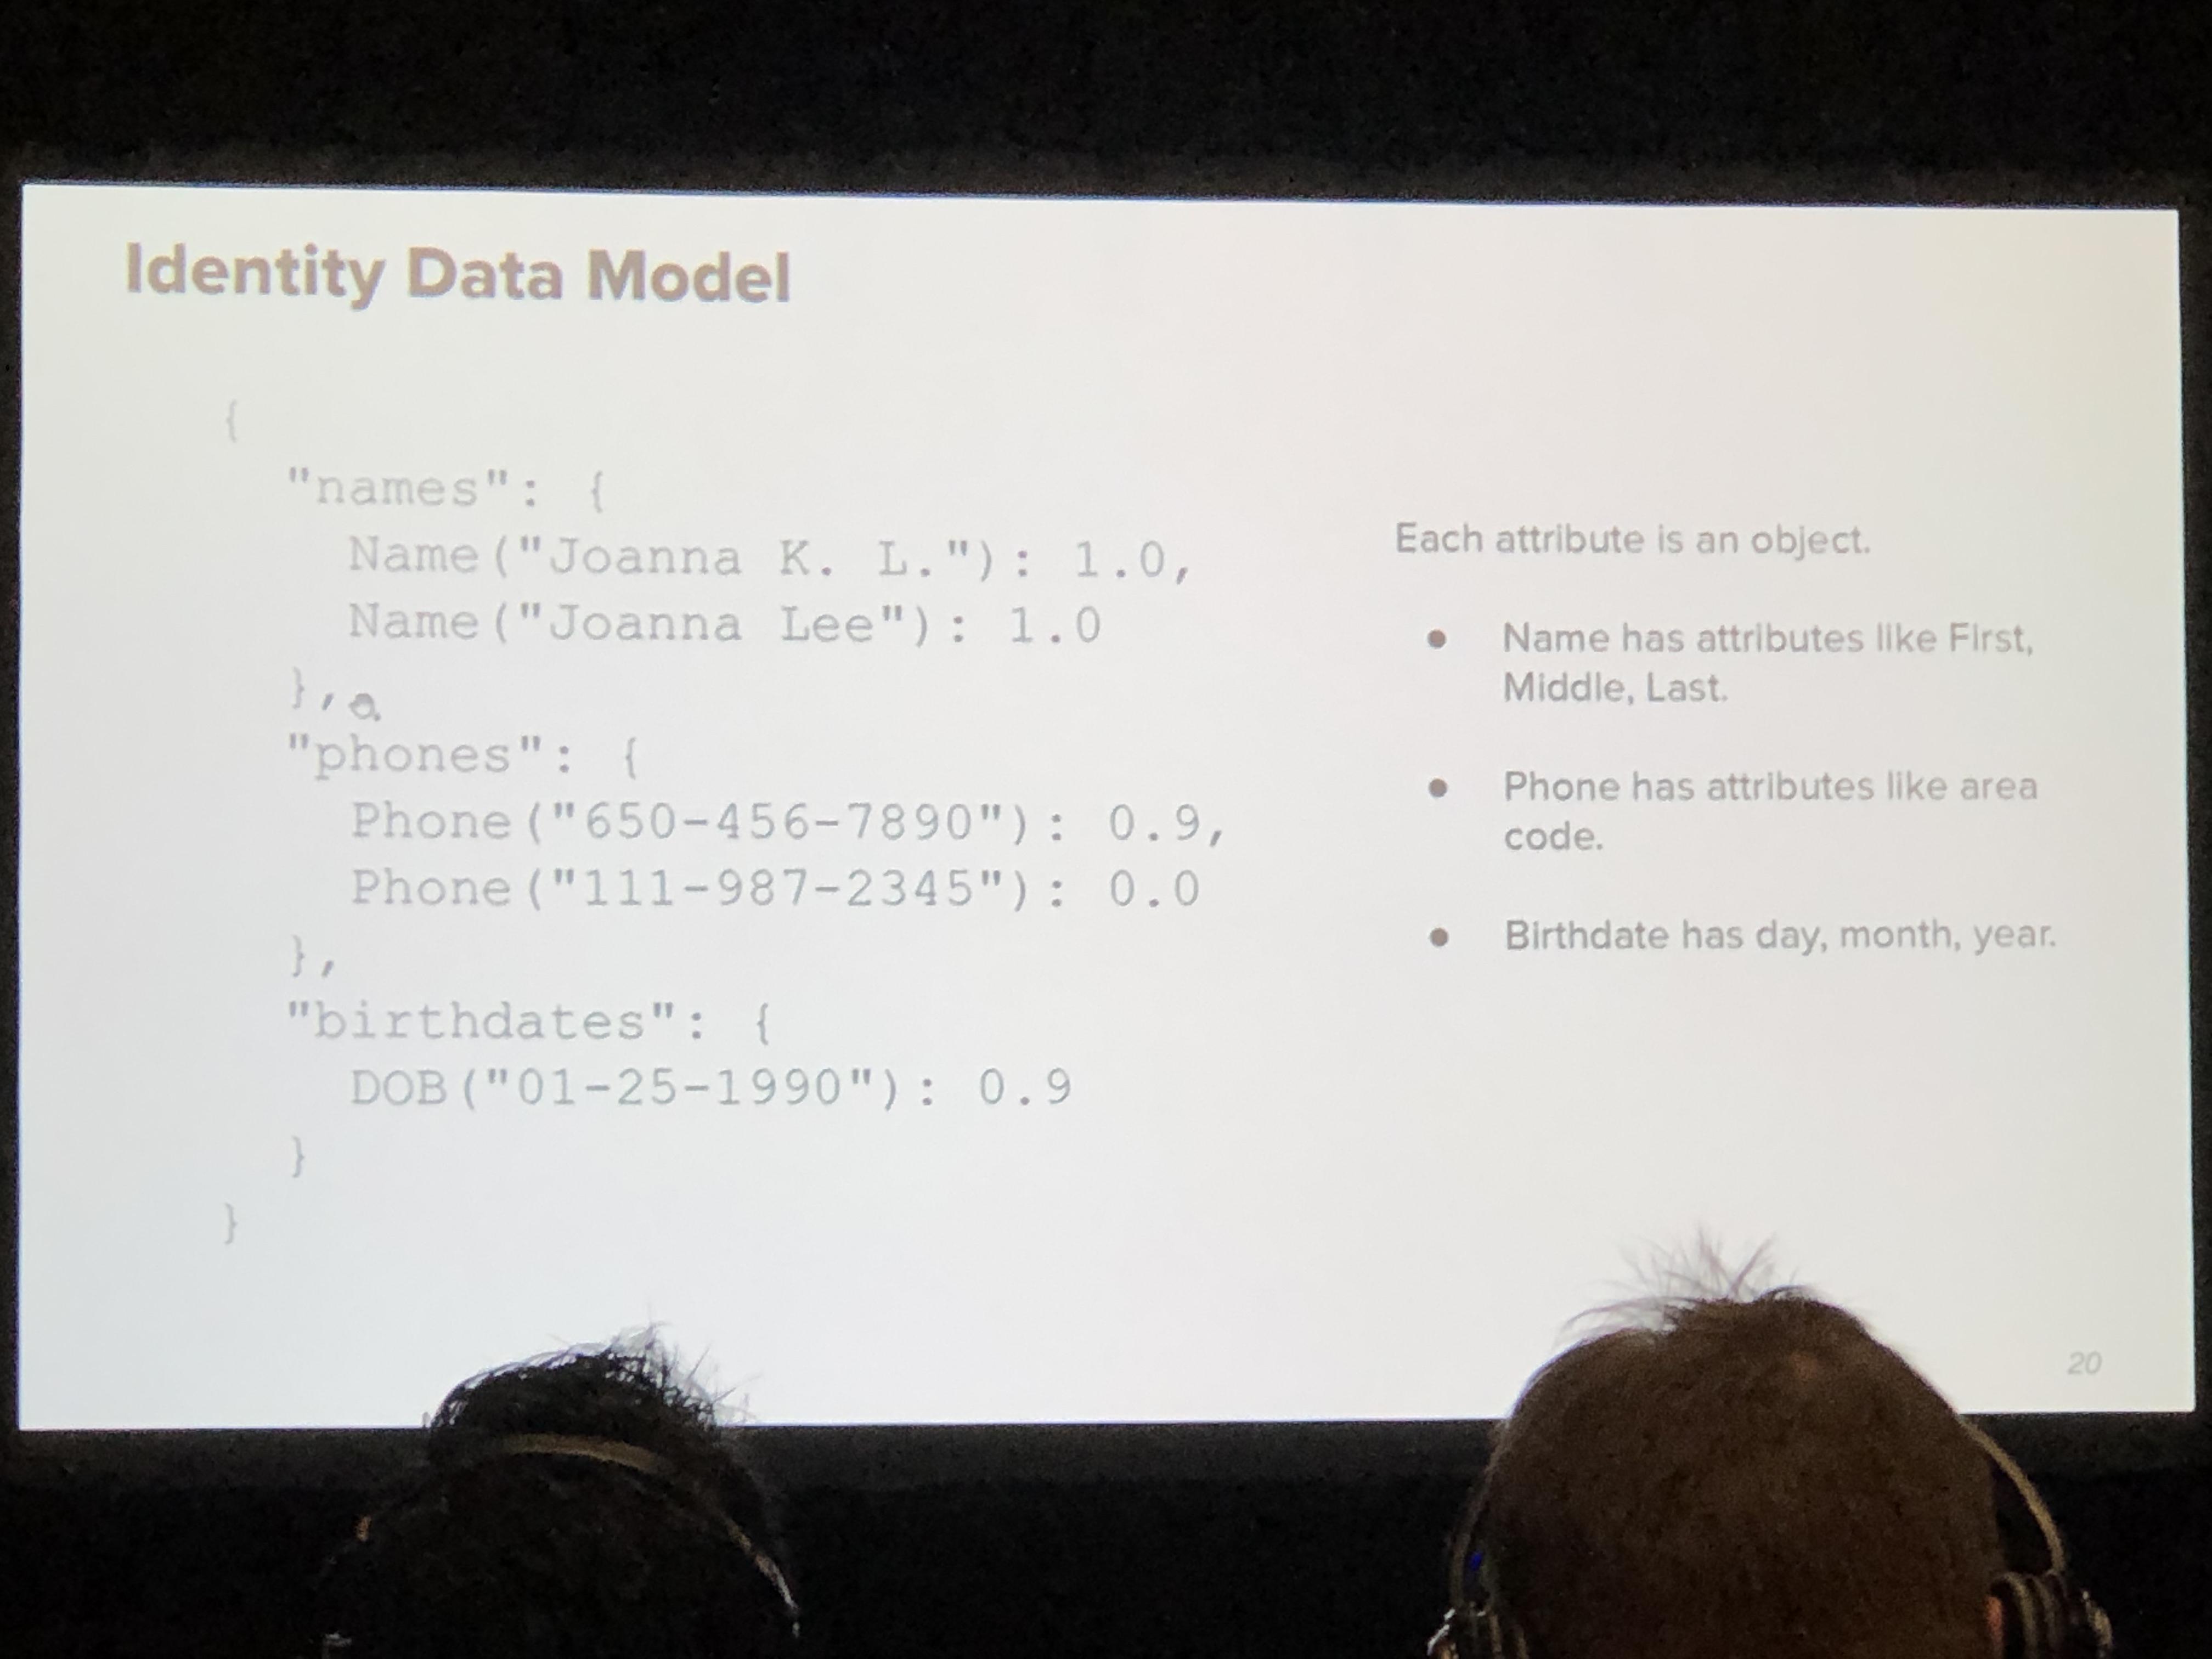 Identity Data Model
{
"names": {
Name("Joanna K. L."): 1.0,
Name("Joanna Lee"): 1.0
},
"phones": {
Phone("650-456-7890"): 0.9,
Phone("111-987-2345"): 0.0
},
"birthdates": {
DOB("01-25-1990"): 0.9
}
}
Each attribute is an object.
● Name has attributes like First,
Middle, Last.
● Phone has attributes like area
code.
● Birthdate has day, month, year.
20